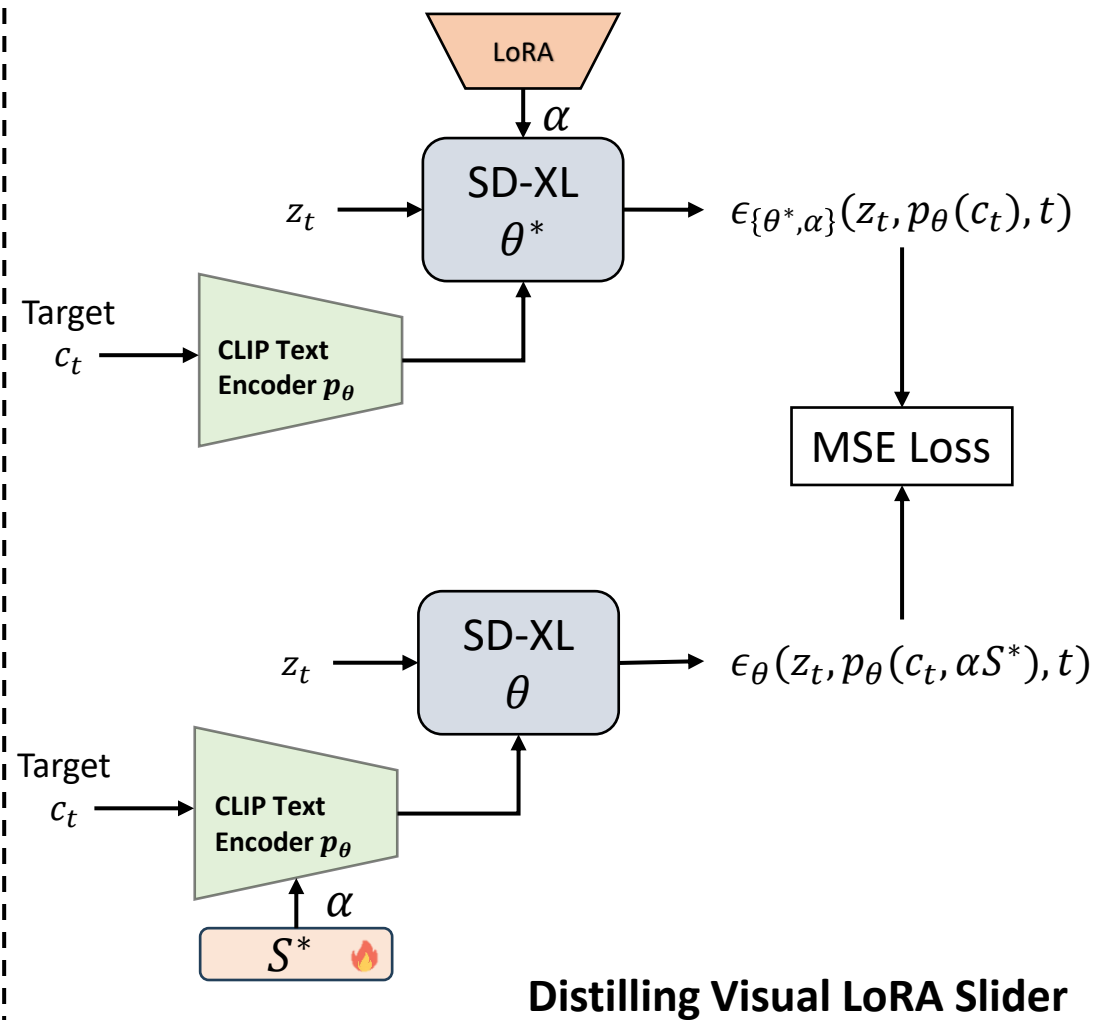 LoRA
α
SD-XL
θ*
z_t
ϵ_{{θ*,α}}(z_t, p_θ(c_t), t)
Target
c_t
CLIP Text
Encoder p_θ
MSE Loss
SD-XL
θ
z_t
ϵ_θ(z_t, p_θ(c_t, αS*), t)
Target
c_t
CLIP Text
Encoder p_θ
α
S*
Distilling Visual LoRA Slider